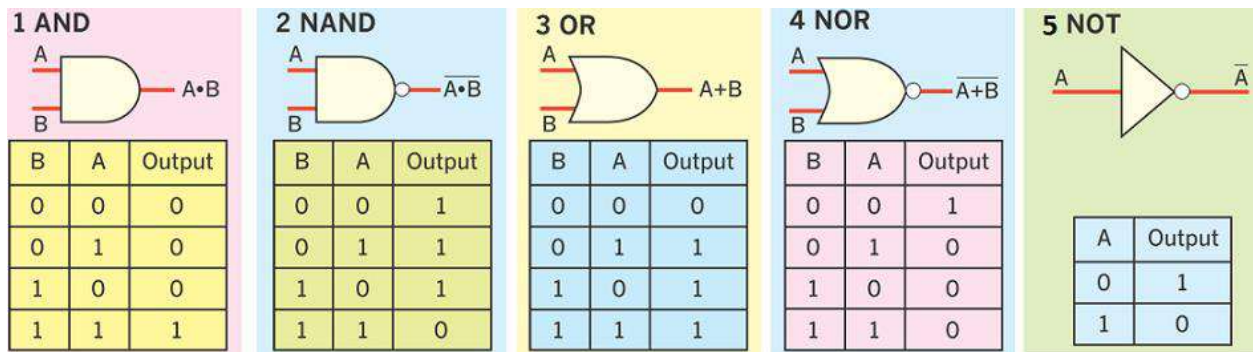 1 AND
A
B
A•B
B A Output
0 0 0
0 1 0
1 0 0
1 1 1
2 NAND
A
B
A•B̅
B A Output
0 0 1
0 1 1
1 0 1
1 1 0
3 OR
A
B
A+B
B A Output
0 0 0
0 1 1
1 0 1
1 1 1
4 NOR
A
B
A̅+̅B̅
B A Output
0 0 1
0 1 0
1 0 0
1 1 0
5 NOT
A
A̅
A Output
0 1
1 0